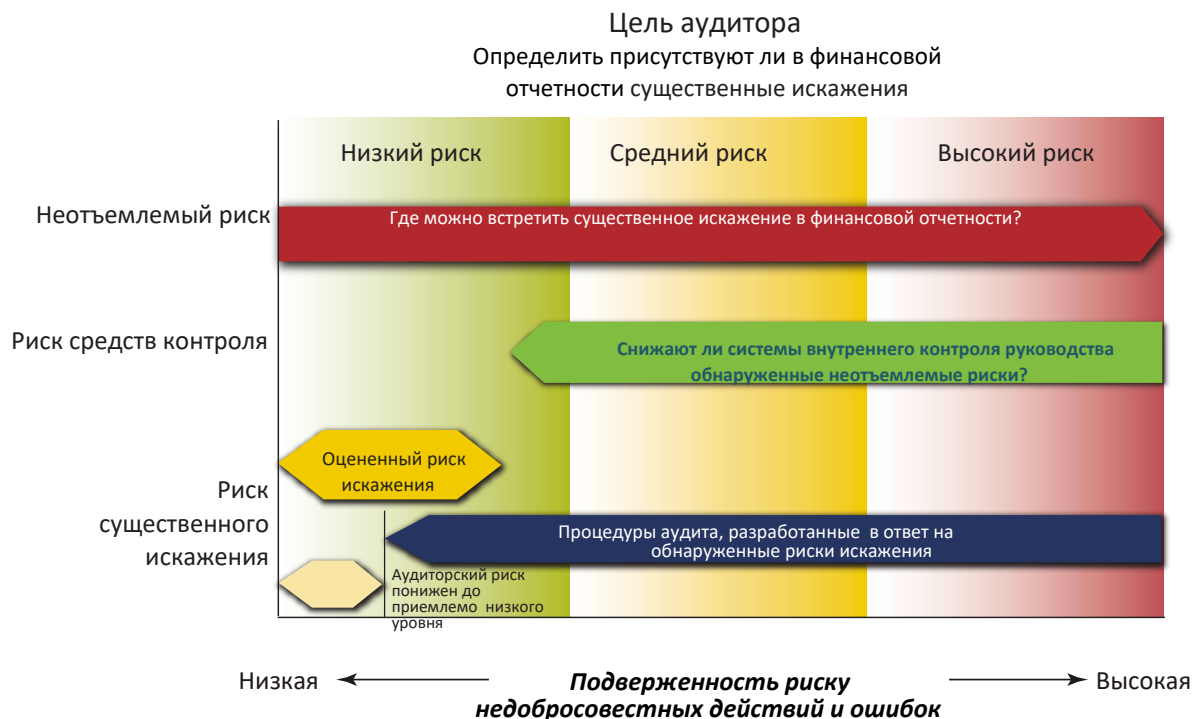 Цель аудитора
Определить присутствуют ли в финансовой
отчетности существенные искажения
Низкий риск
Средний риск
Высокий риск
Неотъемлемый риск
Где можно встретить существенное искажение в финансовой отчетности?
Риск средств контроля
Снижают ли системы внутреннего контроля руководства
обнаруженные неотъемлемые риски?
Оцененный риск
искажения
Риск
существенного
искажения
Процедуры аудита, разработанные в ответ на
обнаруженные риски искажения
Аудиторский риск
понижен до
приемлемо низкого
уровня
Низкая
Подверженность риску
недобросовестных действий и ошибок
Высокая